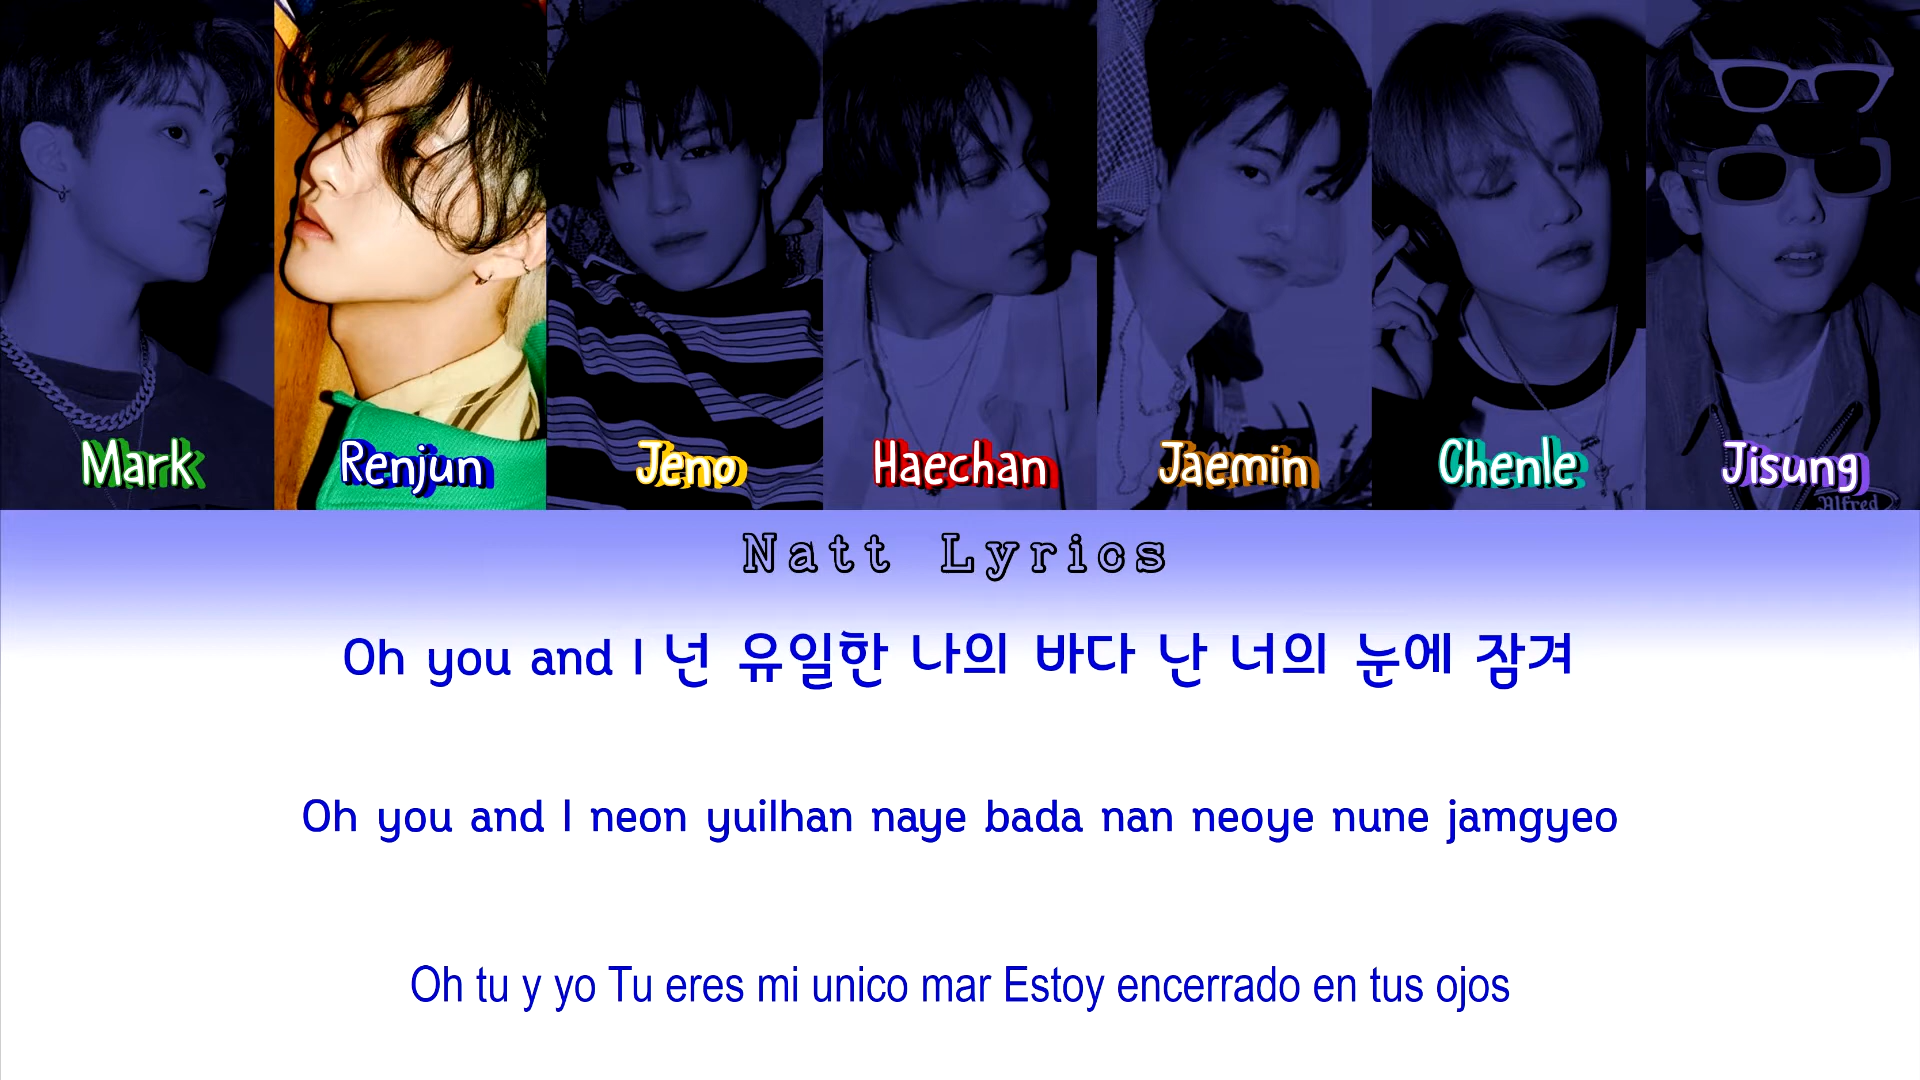 Mark Renjun Jeno Haechan Jaemin Chenle Jisung
Alfred
Natt Lyrics
Oh you and I 넌 유일한 나의 바다 난 너의 눈에 잠겨
Oh you and I neon yuilhan naye bada nan neoye nune jamgyeo
Oh tu y yo Tu eres mi unico mar Estoy encerrado en tus ojos